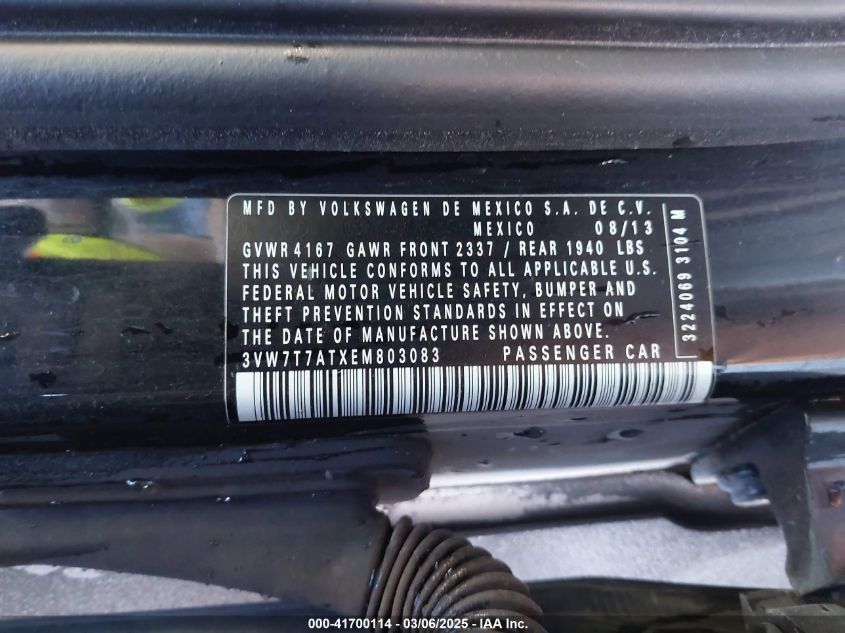 MFD BY VOLKSWAGEN DE MEXICO S.A. DE C.V.
MEXICO 08/13
GVWR 4167 GAWR FRONT 2337 / REAR 1940 LBS
THIS VEHICLE CONFORMS TO ALL APPLICABLE U.S.
FEDERAL MOTOR VEHICLE SAFETY, BUMPER AND
THEFT PREVENTION STANDARDS IN EFFECT ON
THE DATE OF MANUFACTURE SHOWN ABOVE.
3VW7T7ATXEM803083 PASSENGER CAR
3224069 3104 M
000-41700114 - 03/06/2025 - IAA Inc.